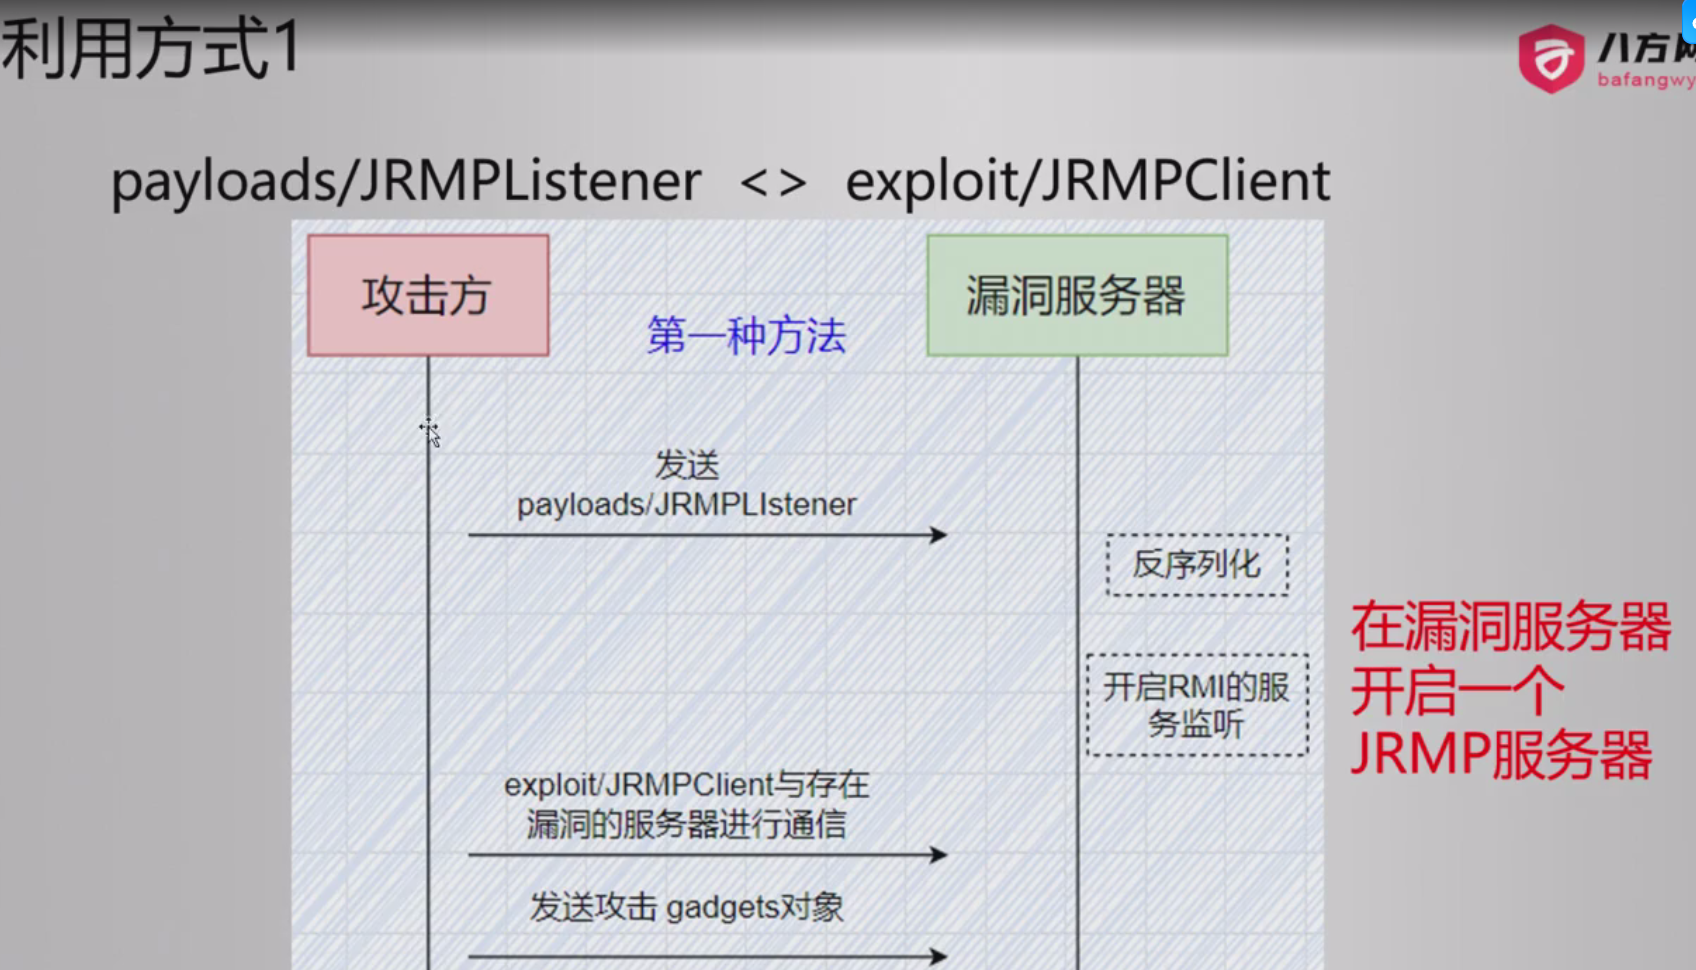 利用方式1
八方网
bafangwy
payloads/JRMPListener <> exploit/JRMPClient
攻击方
漏洞服务器
第一种方法
发送
payloads/JRMPLIstener
反序列化
在漏洞服务器
开启一个
JRMP服务器
开启RMI的服
务监听
exploit/JRMPClient与存在
漏洞的服务器进行通信
发送攻击 gadgets对象